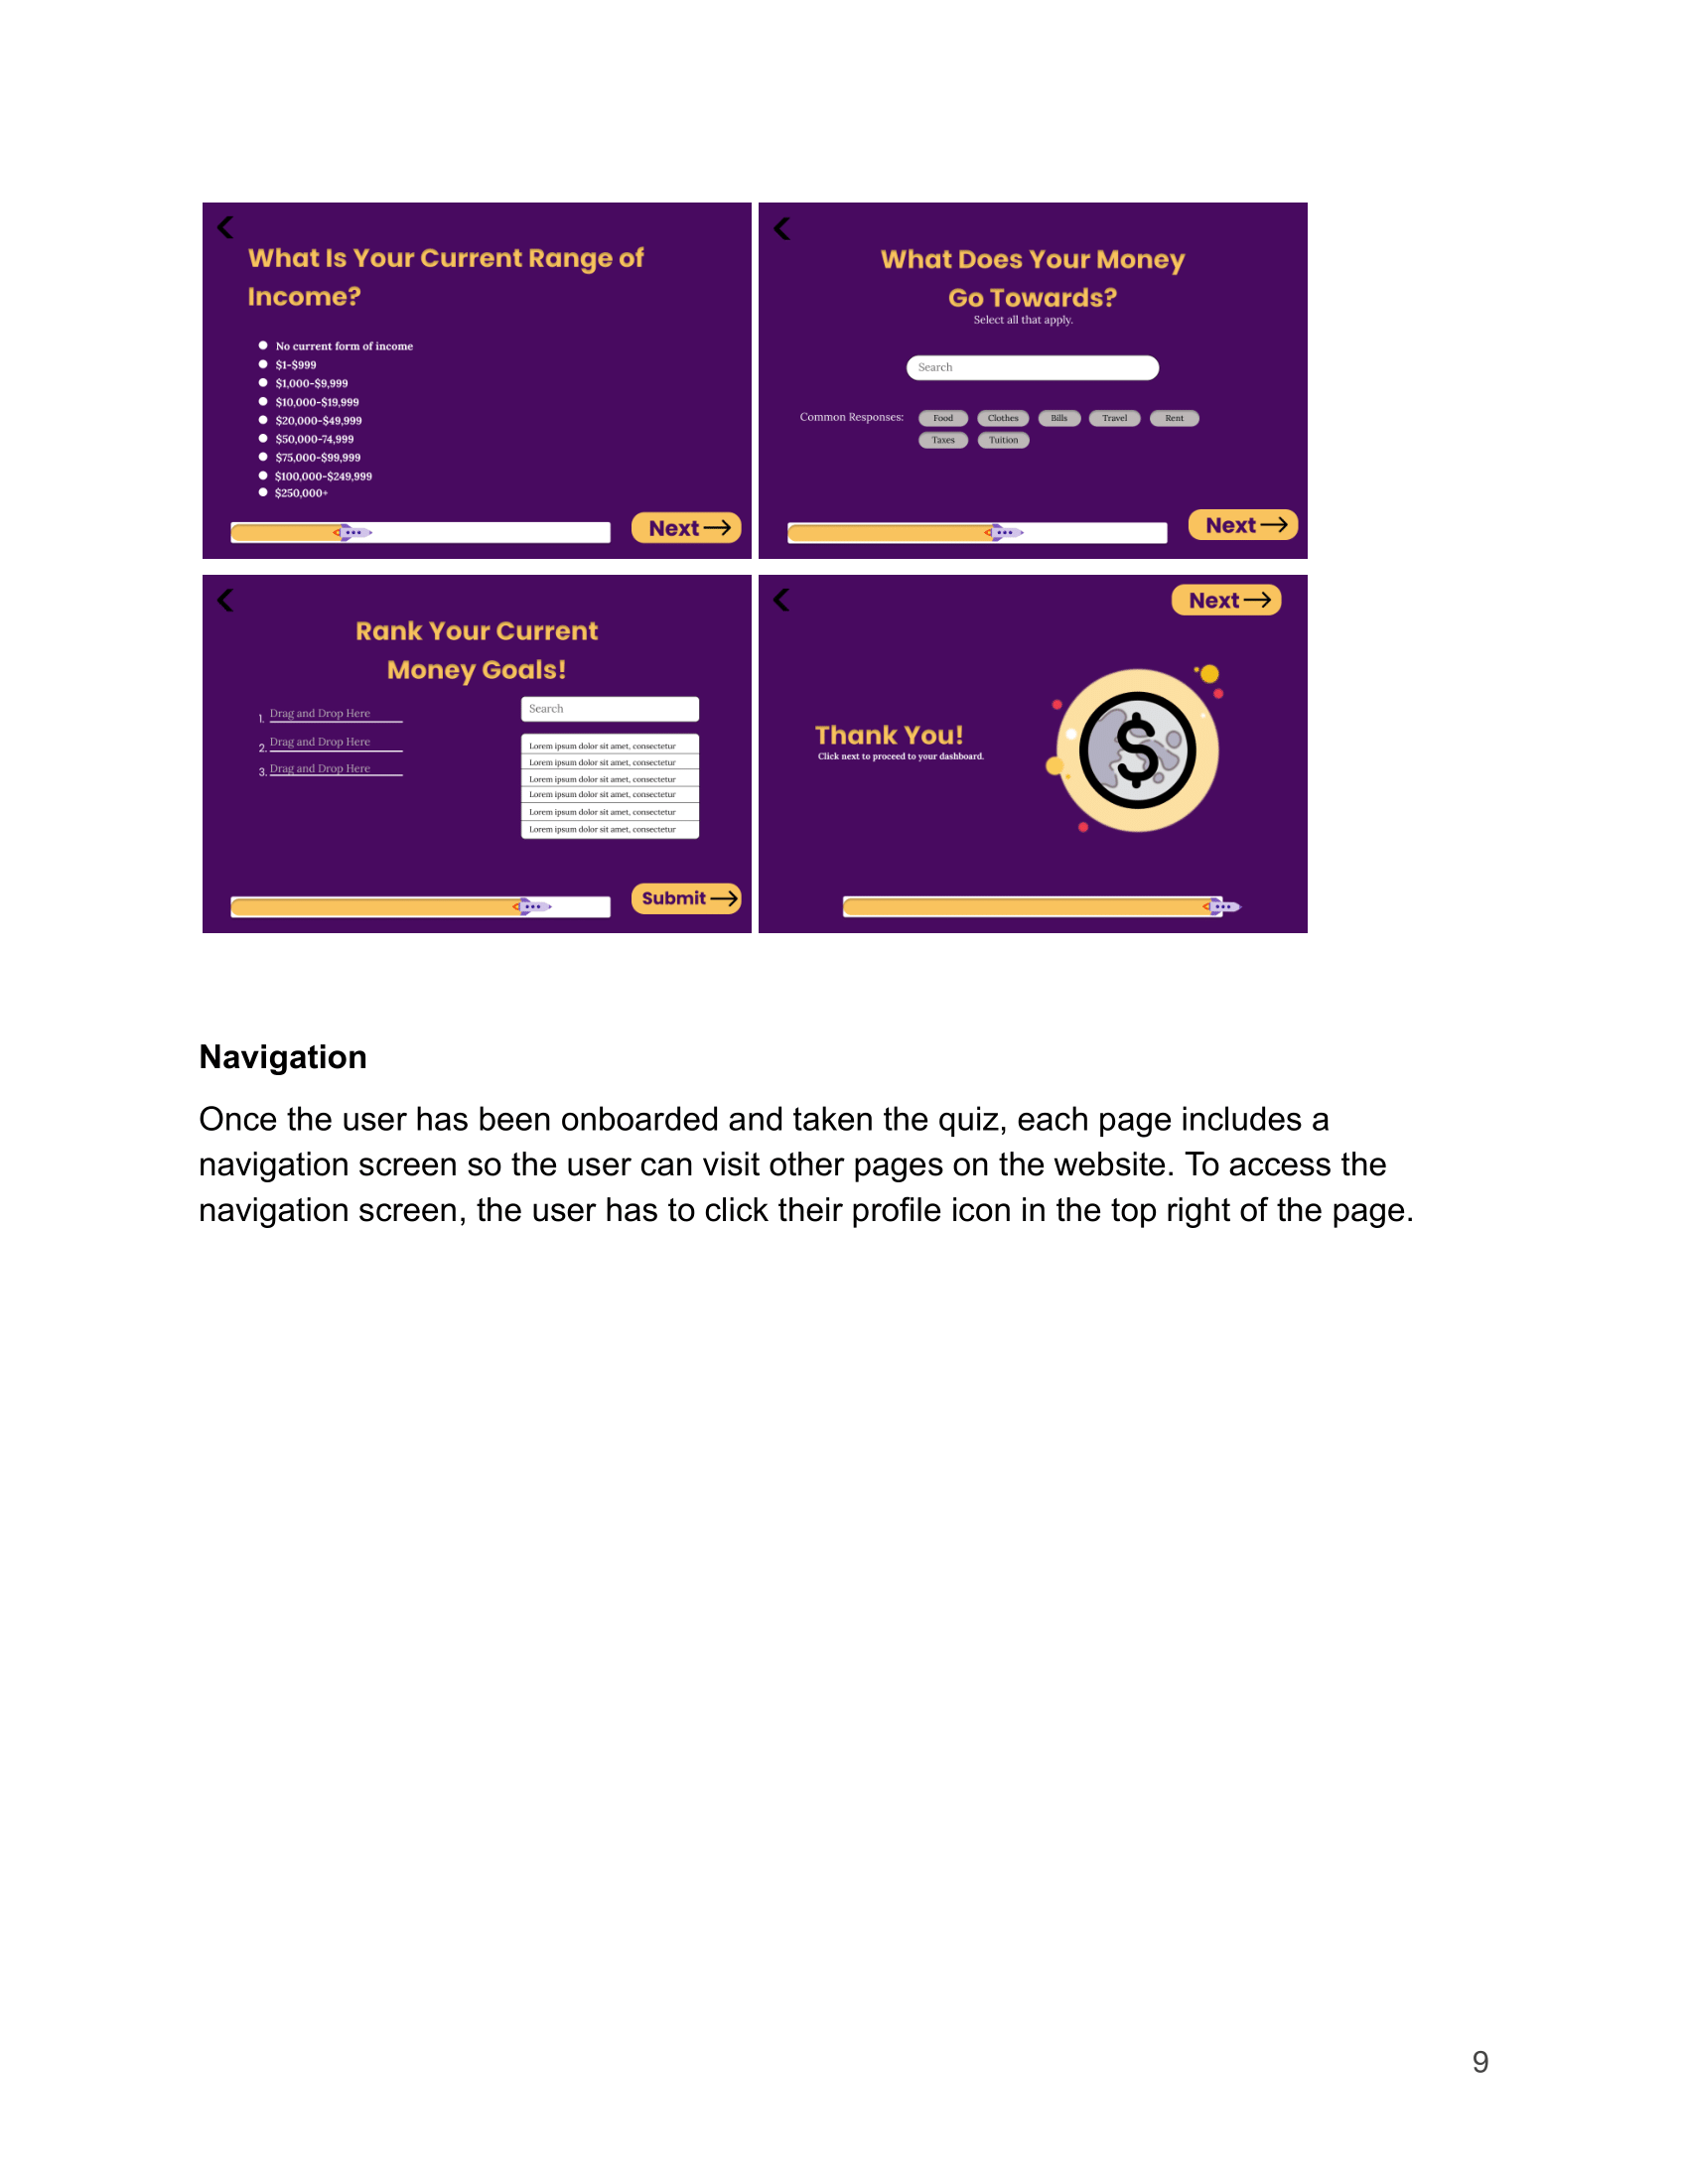 What Is Your Current Range of
Income?
No current form of income
$1-$999
$1,000-$9,999
$10,000-$19,999
$20,000-$49,999
$50,000-74,999
$75,000-$99,999
$100,000-$249,999
$250,000+
Next
What Does Your Money
Go Towards?
Select all that apply.
Search
Common Responses: Food Clothes Bills Travel Rent
Taxes Tuition
Next
Rank Your Current
Money Goals!
1. Drag and Drop Here
2. Drag and Drop Here
3. Drag and Drop Here
Search
Lorem ipsum dolor sit amet, consectetur
Lorem ipsum dolor sit amet, consectetur
Lorem ipsum dolor sit amet, consectetur
Lorem ipsum dolor sit amet, consectetur
Lorem ipsum dolor sit amet, consectetur
Lorem ipsum dolor sit amet, consectetur
Submit
Next
Thank You!
Click next to proceed to your dashboard.
$
Navigation
Once the user has been onboarded and taken the quiz, each page includes a
navigation screen so the user can visit other pages on the website. To access the
navigation screen, the user has to click their profile icon in the top right of the page.
9